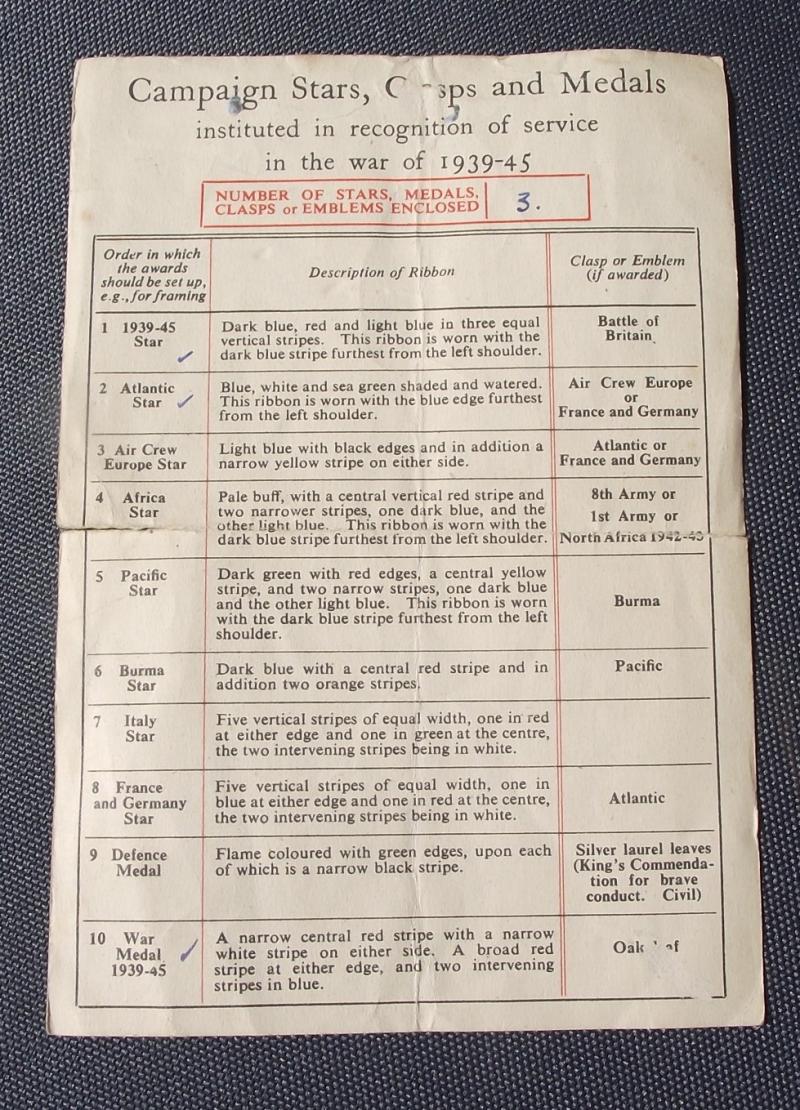 Campaign Stars, and Medals
instituted in recognition of service
in the war of 1939-45
NUMBER OF STARS, MEDALS,
CLASPS or EMBLEMS ENCLOSED
3.
Order in which
the awards
should be set up,
e.g., for framing
Description of Ribbon
Clasp or Emblem
(if awarded)
1 1939-45
Star ✓
Dark blue, red and light blue in three equal
vertical stripes. This ribbon is worn with the
dark blue stripe furthest from the left shoulder.
Battle of
Britain
2 Atlantic
Star ✓
Blue, white and sea green shaded and watered.
This ribbon is worn with the blue edge furthest
from the left shoulder.
Air Crew Europe
or
France and Germany
3 Air Crew
Europe Star
Light blue with black edges and in addition a
narrow yellow stripe on either side.
Atlantic or
France and Germany
4 Africa
Star
Pale buff, with a central vertical red stripe and
two narrower stripes, one dark blue, and the
other light blue. This ribbon is worn with the
dark blue stripe furthest from the left shoulder.
8th Army or
1st Army or
North Africa 1942-43
5 Pacific
Star
Dark green with red edges, a central yellow
stripe, and two narrow stripes, one dark blue
and the other light blue. This ribbon is worn
with the dark blue stripe furthest from the left
shoulder.
Burma
6 Burma
Star
Dark blue with a central red stripe and in
addition two orange stripes.
Pacific
7 Italy
Star
Five vertical stripes of equal width, one in red
at either edge and one in green at the centre,
the two intervening stripes being in white.
8 France
and Germany
Star
Five vertical stripes of equal width, one in
blue at either edge and one in red at the centre,
the two intervening stripes being in white.
Atlantic
9 Defence
Medal
Flame coloured with green edges, upon each
of which is a narrow black stripe.
Silver laurel leaves
(King's Commenda-
tion for brave
conduct. Civil)
10 War
Medal ✓
1939-45
A narrow central red stripe with a narrow
white stripe on either side. A broad red
stripe at either edge, and two intervening
stripes in blue.
Oak